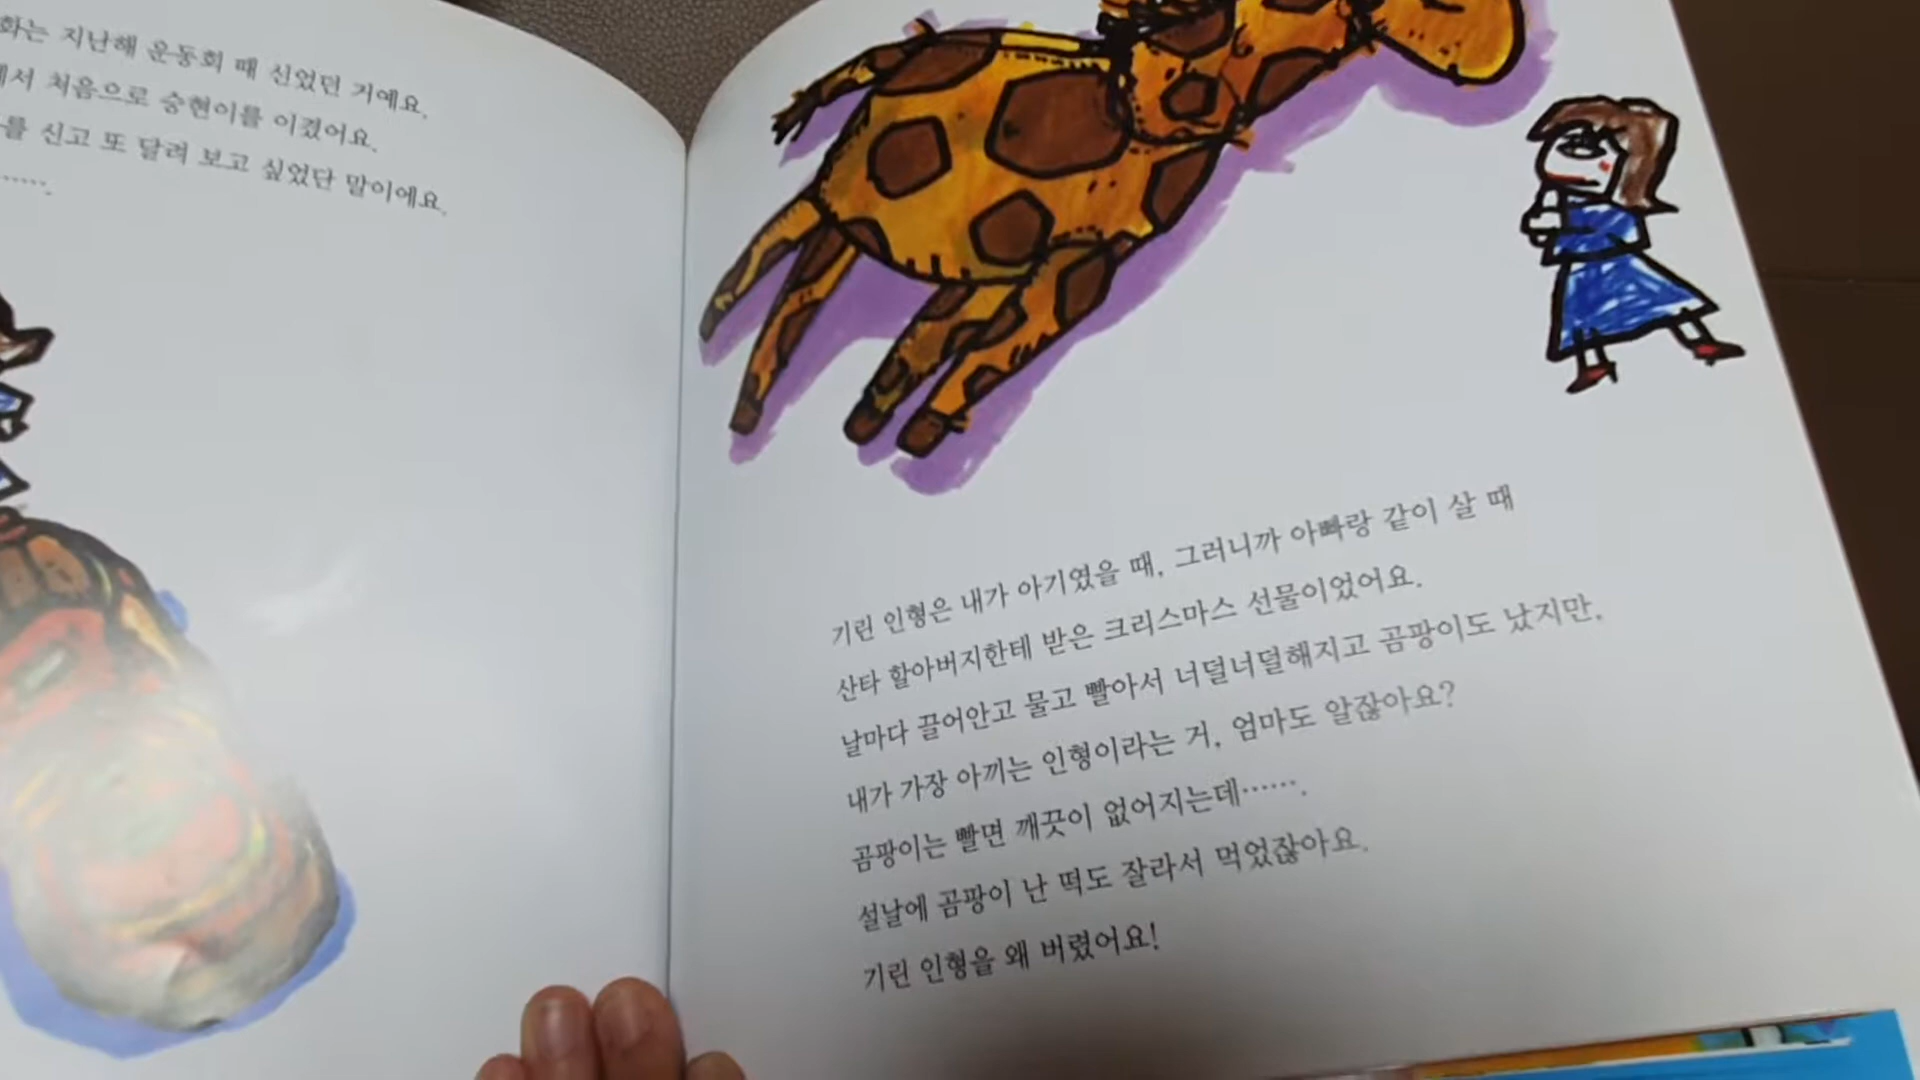 화는 지난해 운동회 때 신었던 거예요.
에서 처음으로 승현이를 이겼어요.
를 신고 또 달려 보고 싶었단 말이에요.
…….
기린 인형은 내가 아기였을 때, 그러니까 아빠랑 같이 살 때
산타 할아버지한테 받은 크리스마스 선물이었어요.
날마다 끌어안고 물고 빨아서 너덜너덜해지고 곰팡이도 났지만,
내가 가장 아끼는 인형이라는 거, 엄마도 알잖아요?
곰팡이는 빨면 깨끗이 없어지는데…….
설날에 곰팡이 난 떡도 잘라서 먹었잖아요.
기린 인형을 왜 버렸어요!